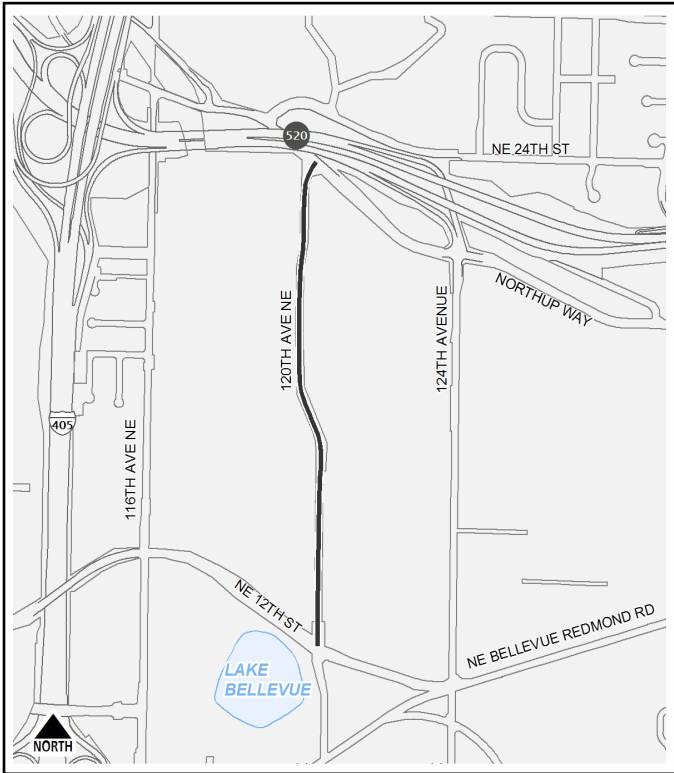 520
NE 24TH ST
NORTHUP WAY
120TH AVE NE
124TH AVENUE
405
116TH AVE NE
NE 12TH ST
NE BELLEVUE REDMOND RD
LAKE
BELLEVUE
NORTH